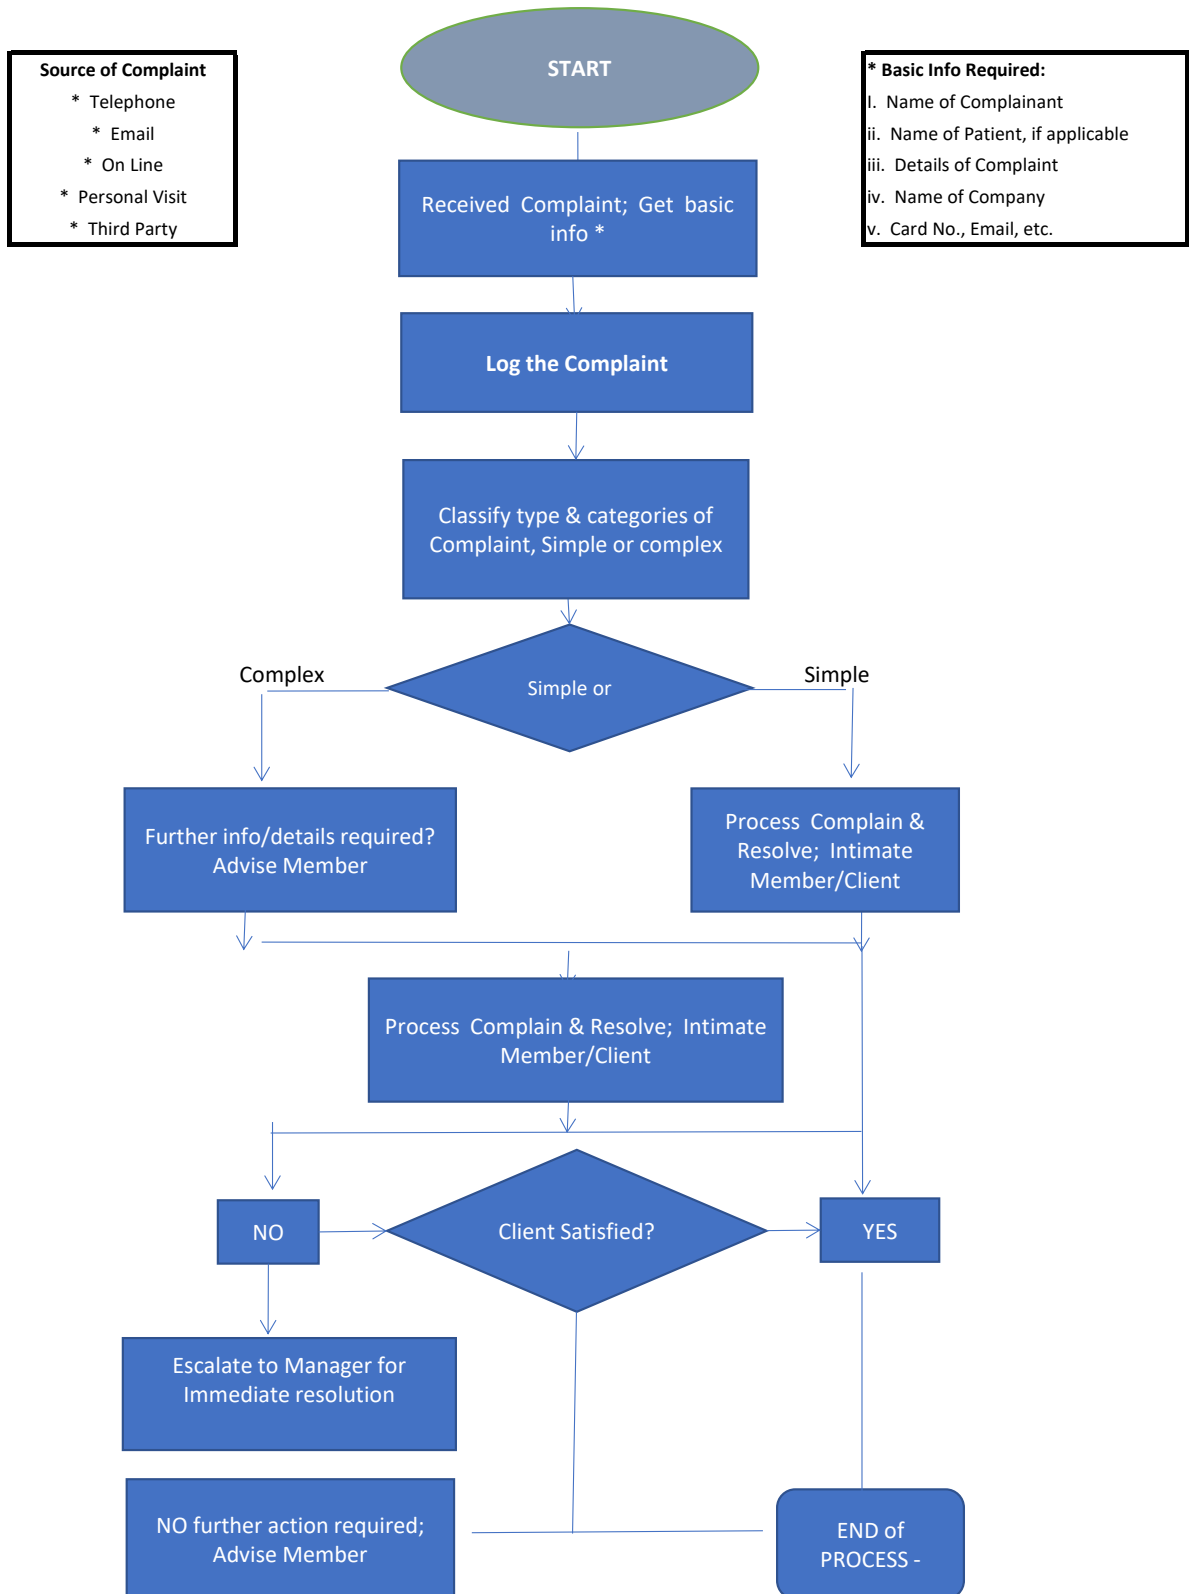 START
Source of Complaint
* Telephone
* Email
* On Line
* Personal Visit
* Third Party
* Basic Info Required:
I. Name of Complainant
ii. Name of Patient, if applicable
iii. Details of Complaint
iv. Name of Company
v. Card No., Email, etc.
Received Complaint; Get basic
info *
Log the Complaint
Classify type & categories of
Complaint, Simple or complex
Complex
Simple or
Simple
Further info/details required?
Advise Member
Process Complain &
Resolve; Intimate
Member/Client
Process Complain & Resolve; Intimate
Member/Client
NO
Client Satisfied?
YES
Escalate to Manager for
Immediate resolution
NO further action required;
Advise Member
END of
PROCESS -